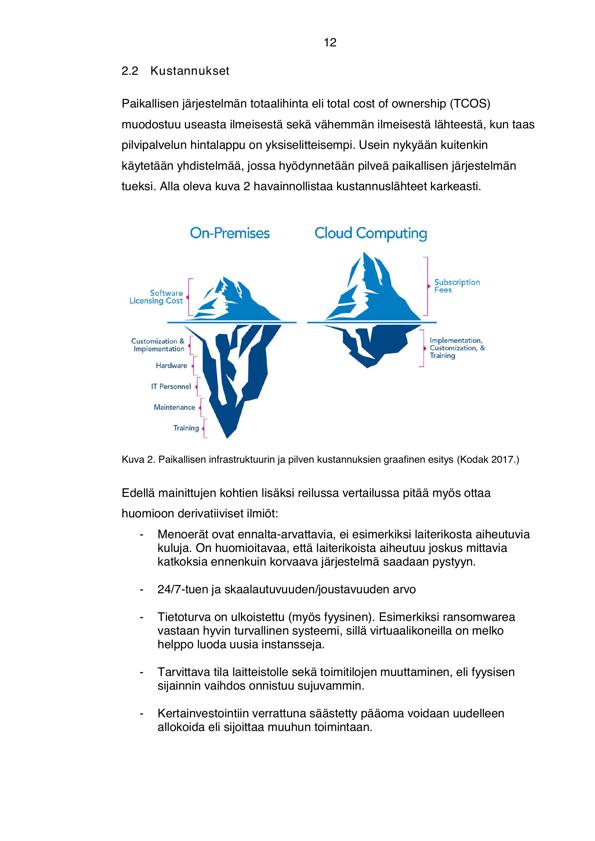 12
2.2 Kustannukset
Paikallisen järjestelmän totaalihinta eli total cost of ownership (TCOS)
muodostuu useasta ilmeisestä sekä vähemmän ilmeisestä lähteestä, kun taas
pilvipalvelun hintalappu on yksiselitteisempi. Usein nykyään kuitenkin
käytetään yhdistelmää, jossa hyödynnetään pilveä paikallisen järjestelmän
tueksi. Alla oleva kuva 2 havainnollistaa kustannuslähteet karkeasti.
On-Premises
Software
Licensing Cost
Customization &
Implementation
Hardware
IT Personnel
Maintenance
Training
Cloud Computing
Subscription
Fees
Implementation,
Customization, &
Training
Kuva 2. Paikallisen infrastruktuurin ja pilven kustannuksien graafinen esitys (Kodak 2017.)
Edellä mainittujen kohtien lisäksi reilussa vertailussa pitää myös ottaa
huomioon derivatiiviset ilmiöt:
- Menoerät ovat ennalta-arvattavia, ei esimerkiksi laiterikosta aiheutuvia
kuluja. On huomioitavaa, että laiterikoista aiheutuu joskus mittavia
katkoksia ennenkuin korvaava järjestelmä saadaan pystyyn.
- 24/7-tuen ja skaalautuvuuden/joustavuuden arvo
- Tietoturva on ulkoistettu (myös fyysinen). Esimerkiksi ransomwarea
vastaan hyvin turvallinen systeemi, sillä virtuaalikoneilla on melko
helppo luoda uusia instansseja.
- Tarvittava tila laitteistolle sekä toimitilojen muuttaminen, eli fyysisen
sijainnin vaihdos onnistuu sujuvammin.
- Kertainvestointiin verrattuna säästetty pääoma voidaan uudelleen
allokoida eli sijoittaa muuhun toimintaan.